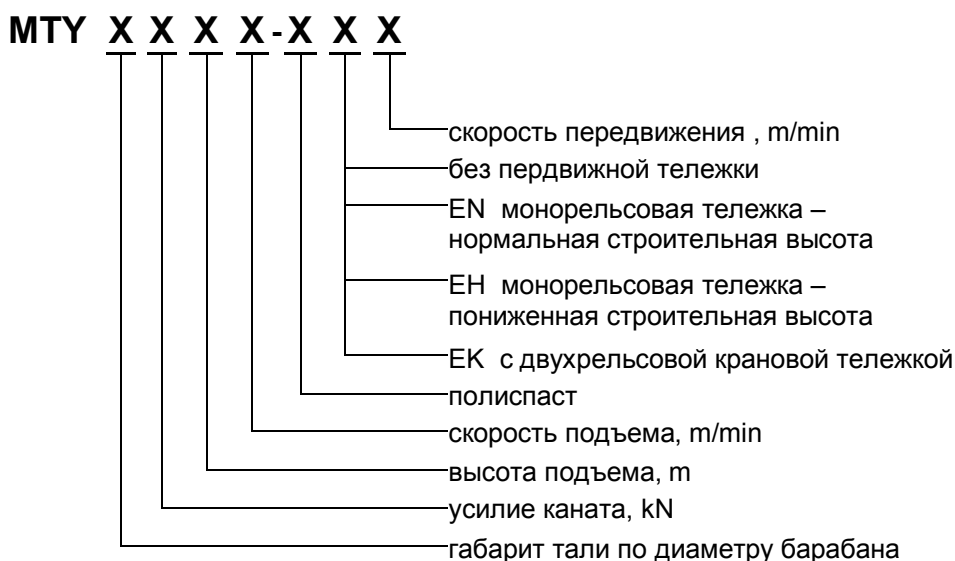 MTY X X X X - X X X
скорость передвижения , m/min
без пердвижной тележки
EN монорельсовая тележка –
нормальная строительная высота
EH монорельсовая тележка –
пониженная строительная высота
EK с двухрельсовой крановой тележкой
полиспаст
скорость подъема, m/min
высота подъема, m
усилие каната, kN
габарит тали по диаметру барабана